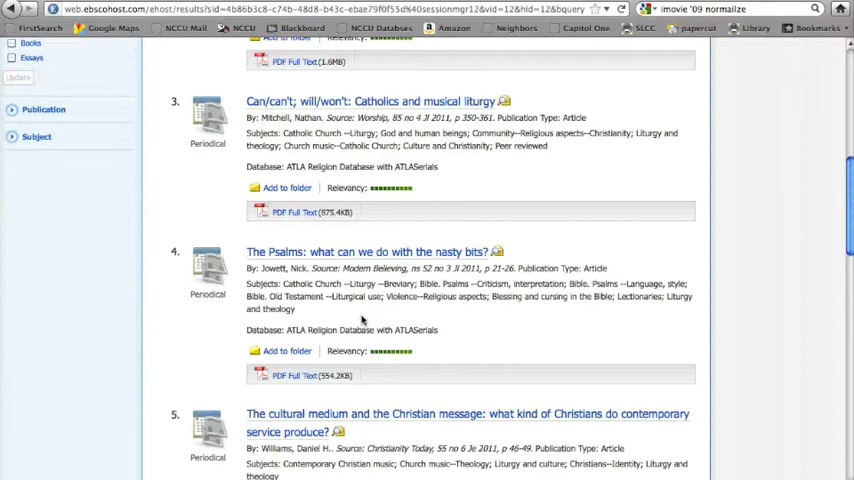 web.ebscohost.com/ehost/results?sid=4b86b3c8-c74b-48d8-b43c-ebae79f0f55d%40sessionmgr12&vid=12&hid=12&bquery
imovie '09 normailze
FirstSearch Google Maps NCCU Mail NCCU Blackboard NCCU Databses Amazon Neighbors Capitol One SLCC papercut Library Bookmarks
Books
Essays
Update
Publication
Subject
Add to folder Relevancy:
PDF Full Text (1.6MB)
3. Can/can't; will/won't: Catholics and musical liturgy
By: Mitchell, Nathan. Source: Worship, 85 no 4 Jl 2011, p 350-361. Publication Type: Article
Periodical
Subjects: Catholic Church --Liturgy; God and human beings; Community--Religious aspects--Christianity; Liturgy and
theology; Church music--Catholic Church; Culture and Christianity; Peer reviewed
Database: ATLA Religion Database with ATLASerials
Add to folder Relevancy:
PDF Full Text (875.4KB)
4. The Psalms: what can we do with the nasty bits?
By: Jowett, Nick. Source: Modern Believing, ns 52 no 3 Jl 2011, p 21-26. Publication Type: Article
Periodical
Subjects: Catholic Church --Liturgy --Breviary; Bible. Psalms --Criticism, interpretation; Bible. Psalms --Language, style;
Bible. Old Testament --Liturgical use; Violence--Religious aspects; Blessing and cursing in the Bible; Lectionaries; Liturgy
and theology
Database: ATLA Religion Database with ATLASerials
Add to folder Relevancy:
PDF Full Text (554.2KB)
5. The cultural medium and the Christian message: what kind of Christians do contemporary
service produce?
By: Williams, Daniel H.. Source: Christianity Today, 55 no 6 Je 2011, p 46-49. Publication Type: Article
Periodical
Subjects: Contemporary Christian music; Church music--Theology; Liturgy and culture; Christians--Identity; Liturgy and
theology